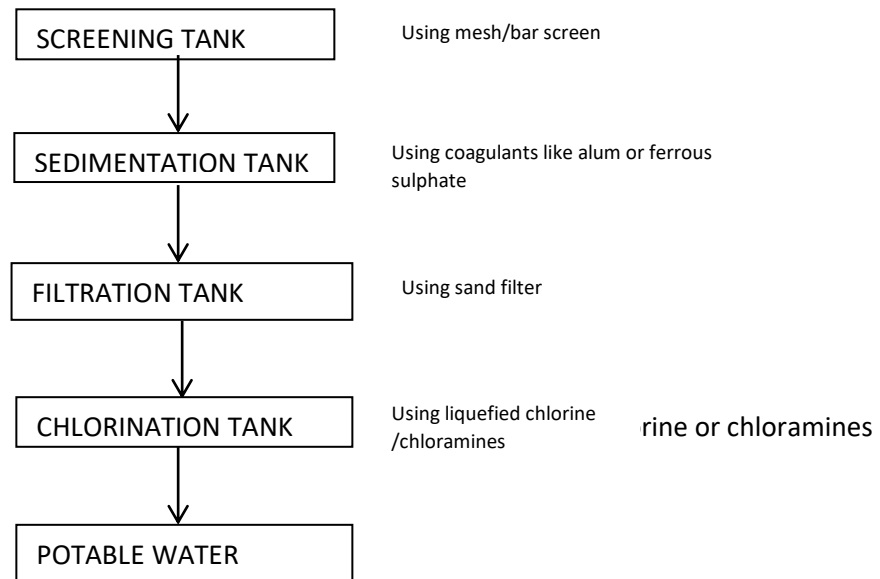 SCREENING TANK
Using mesh/bar screen
SEDIMENTATION TANK
Using coagulants like alum or ferrous
sulphate
FILTRATION TANK
Using sand filter
CHLORINATION TANK
Using liquefied chlorine
/chloramines
rine or chloramines
POTABLE WATER